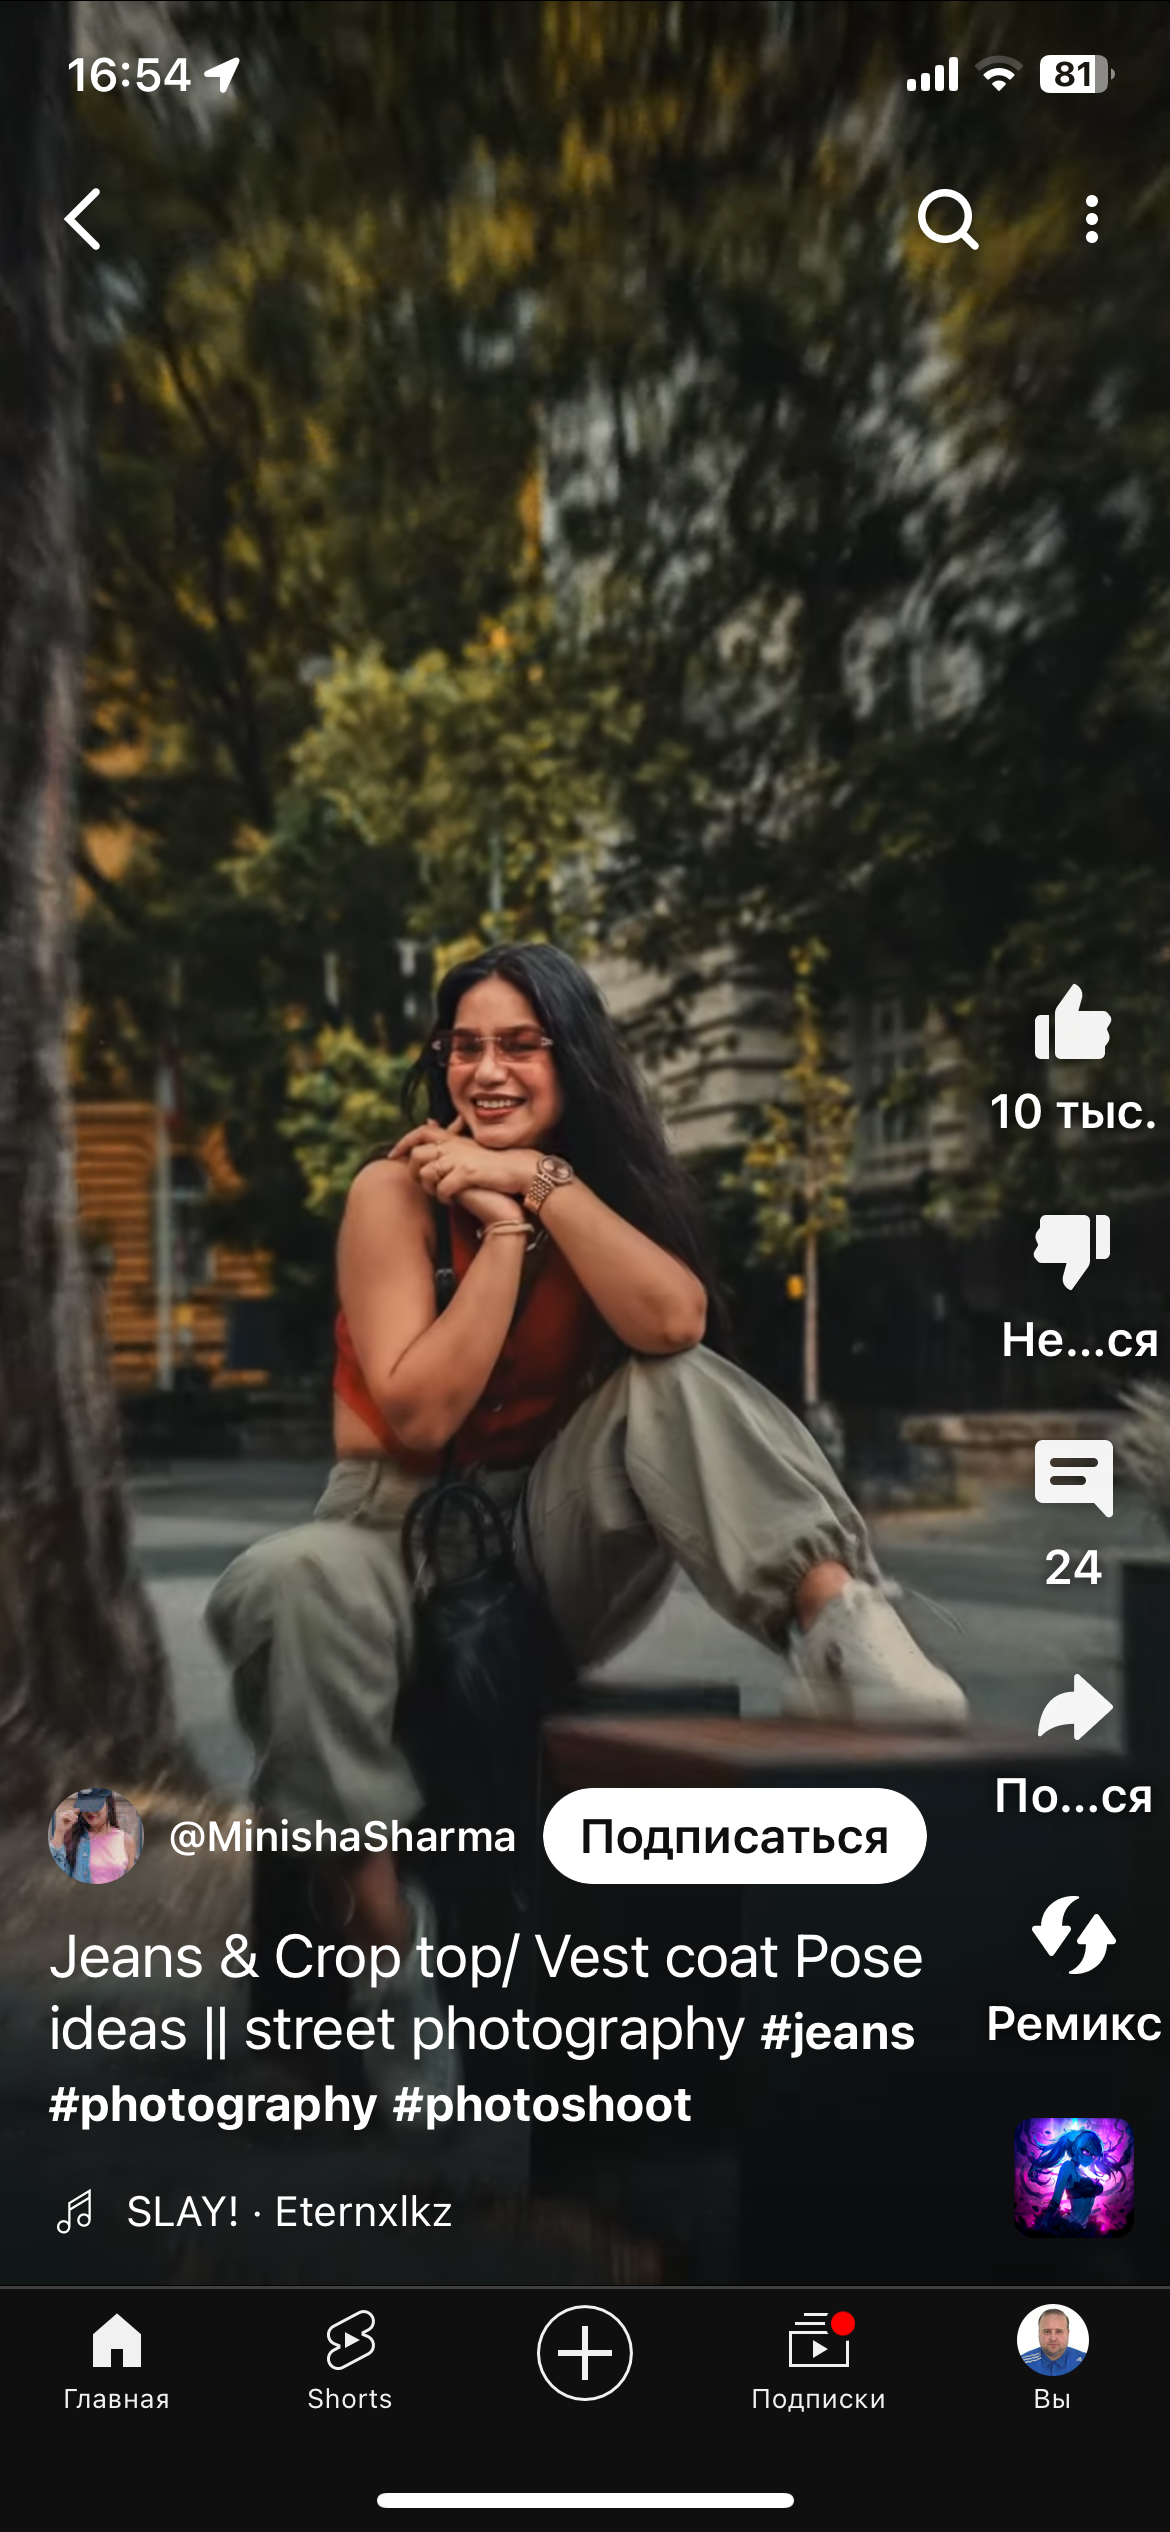 16:54
81
10 тыс.
Не...ся
24
По...ся
@MinishaSharma
Подписаться
Jeans & Crop top/ Vest coat Pose
ideas || street photography #jeans
#photography #photoshoot
Ремикс
SLAY! · Eternxlkz
Главная
Shorts
Подписки
Вы